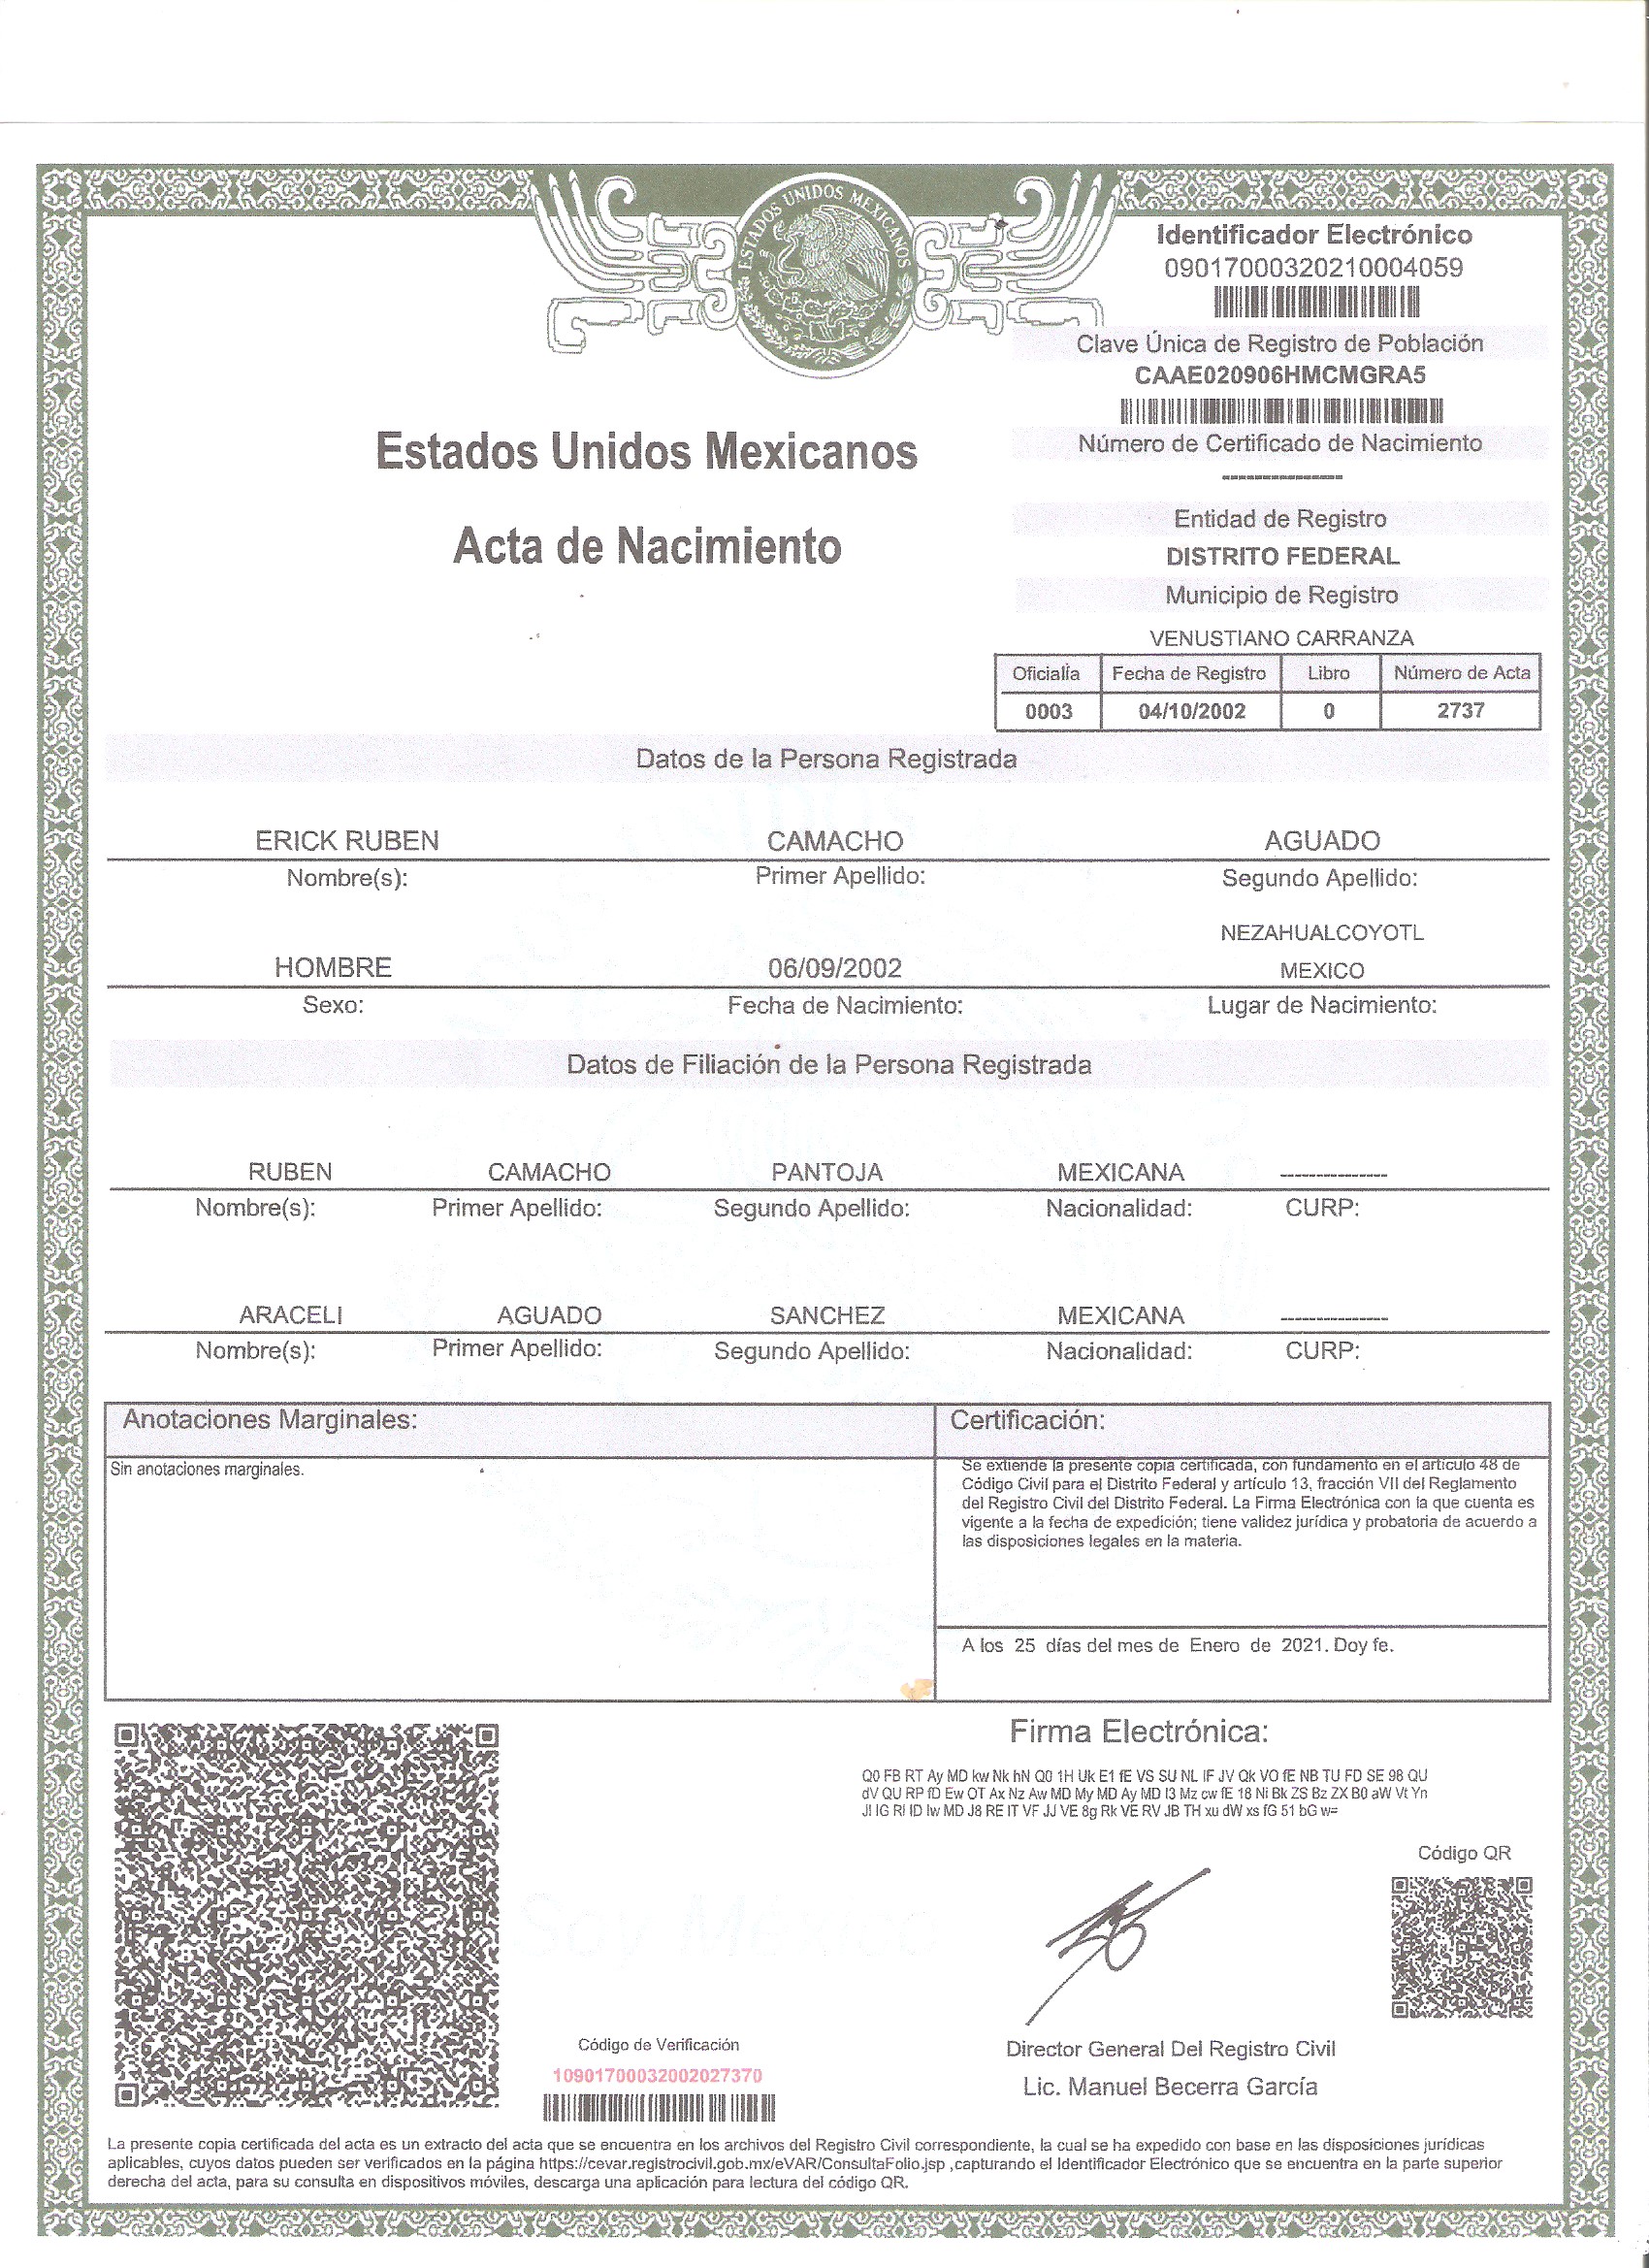 ESTADOS UNIDOS MEXICANOS
Identificador Electrónico
09017000320210004059
Clave Única de Registro de Población
CAAE020906HMCMGRA5
Número de Certificado de Nacimiento
---------------
Estados Unidos Mexicanos
Acta de Nacimiento
Entidad de Registro
DISTRITO FEDERAL
Municipio de Registro
VENUSTIANO CARRANZA
Oficialía Fecha de Registro Libro Número de Acta
0003 04/10/2002 0 2737
Datos de la Persona Registrada
ERICK RUBEN CAMACHO AGUADO
Nombre(s): Primer Apellido: Segundo Apellido:
NEZAHUALCOYOTL
HOMBRE 06/09/2002 MEXICO
Sexo: Fecha de Nacimiento: Lugar de Nacimiento:
Datos de Filiación de la Persona Registrada
RUBEN CAMACHO PANTOJA MEXICANA ---------------
Nombre(s): Primer Apellido: Segundo Apellido: Nacionalidad: CURP:
ARACELI AGUADO SANCHEZ MEXICANA ---------------
Nombre(s): Primer Apellido: Segundo Apellido: Nacionalidad: CURP:
Anotaciones Marginales:
Sin anotaciones marginales.
Certificación:
Se extiende la presente copia certificada, con fundamento en el artículo 48 de
Código Civil para el Distrito Federal y artículo 13, fracción VII del Reglamento
del Registro Civil del Distrito Federal. La Firma Electrónica con la que cuenta es
vigente a la fecha de expedición; tiene validez jurídica y probatoria de acuerdo a
las disposiciones legales en la materia.
A los 25 días del mes de Enero de 2021. Doy fe.
Firma Electrónica:
Q0 FB RT Ay MD kw Nk hN Q0 1H Uk E1 fE VS SU NL IF JV Qk VO fE NB TU FD SE 98 QU
dV QU RP fD Ew OT Ax Nz Aw MD My MD Ay MD I3 Mz cw fE 18 Ni Bk ZS Bz ZX B0 aW Vt Yn
Jl IG Rl ID Iw MD J8 RE lT VF JJ VE 8g Rk VE RV JB TH xu dW xs fG 51 bG w=
Código QR
Soy México
Código de Verificación
10901700032002027370
Director General Del Registro Civil
Lic. Manuel Becerra García
La presente copia certificada del acta es un extracto del acta que se encuentra en los archivos del Registro Civil correspondiente, la cual se ha expedido con base en las disposiciones jurídicas
aplicables, cuyos datos pueden ser verificados en la página https://cevar.registrocivil.gob.mx/eVAR/ConsultaFolio.jsp ,capturando el Identificador Electrónico que se encuentra en la parte superior
derecha del acta, para su consulta en dispositivos móviles, descarga una aplicación para lectura del código QR.